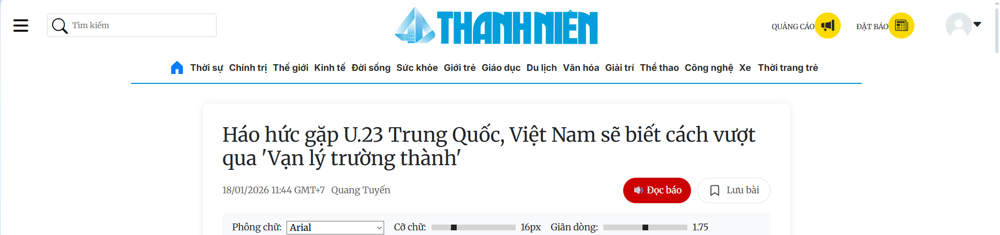 Tìm kiếm
1986
2026
THANH NIÊN
QUẢNG CÁO
ĐẶT BÁO
Thời sự Chính trị Thế giới Kinh tế Đời sống Sức khỏe Giới trẻ Giáo dục Du lịch Văn hóa Giải trí Thể thao Công nghệ Xe Thời trang trẻ
Háo hức gặp U.23 Trung Quốc, Việt Nam sẽ biết cách vượt
qua 'Vạn lý trường thành'
18/01/2026 11:44 GMT+7 Quang Tuyến
Đọc báo
Lưu bài
Phông chữ: Arial Cỡ chữ: 16px Giãn dòng: 1.75